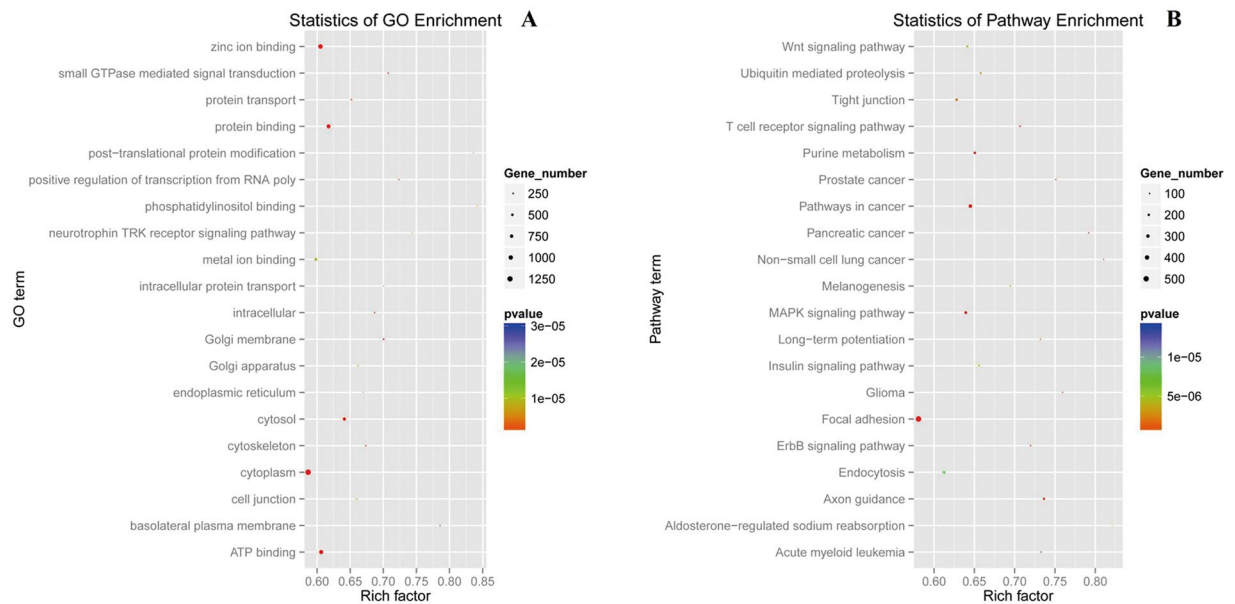 Statistics of GO Enrichment
A
GO term
zinc ion binding
small GTPase mediated signal transduction
protein transport
protein binding
post−translational protein modification
positive regulation of transcription from RNA poly
phosphatidylinositol binding
neurotrophin TRK receptor signaling pathway
metal ion binding
intracellular protein transport
intracellular
Golgi membrane
Golgi apparatus
endoplasmic reticulum
cytosol
cytoskeleton
cytoplasm
cell junction
basolateral plasma membrane
ATP binding
0.60 0.65 0.70 0.75 0.80 0.85
Rich factor
Gene_number
250
500
750
1000
1250
pvalue
3e−05
2e−05
1e−05
Statistics of Pathway Enrichment
B
Pathway term
Wnt signaling pathway
Ubiquitin mediated proteolysis
Tight junction
T cell receptor signaling pathway
Purine metabolism
Prostate cancer
Pathways in cancer
Pancreatic cancer
Non−small cell lung cancer
Melanogenesis
MAPK signaling pathway
Long−term potentiation
Insulin signaling pathway
Glioma
Focal adhesion
ErbB signaling pathway
Endocytosis
Axon guidance
Aldosterone−regulated sodium reabsorption
Acute myeloid leukemia
0.60 0.65 0.70 0.75 0.80
Rich factor
Gene_number
100
200
300
400
500
pvalue
1e−05
5e−06